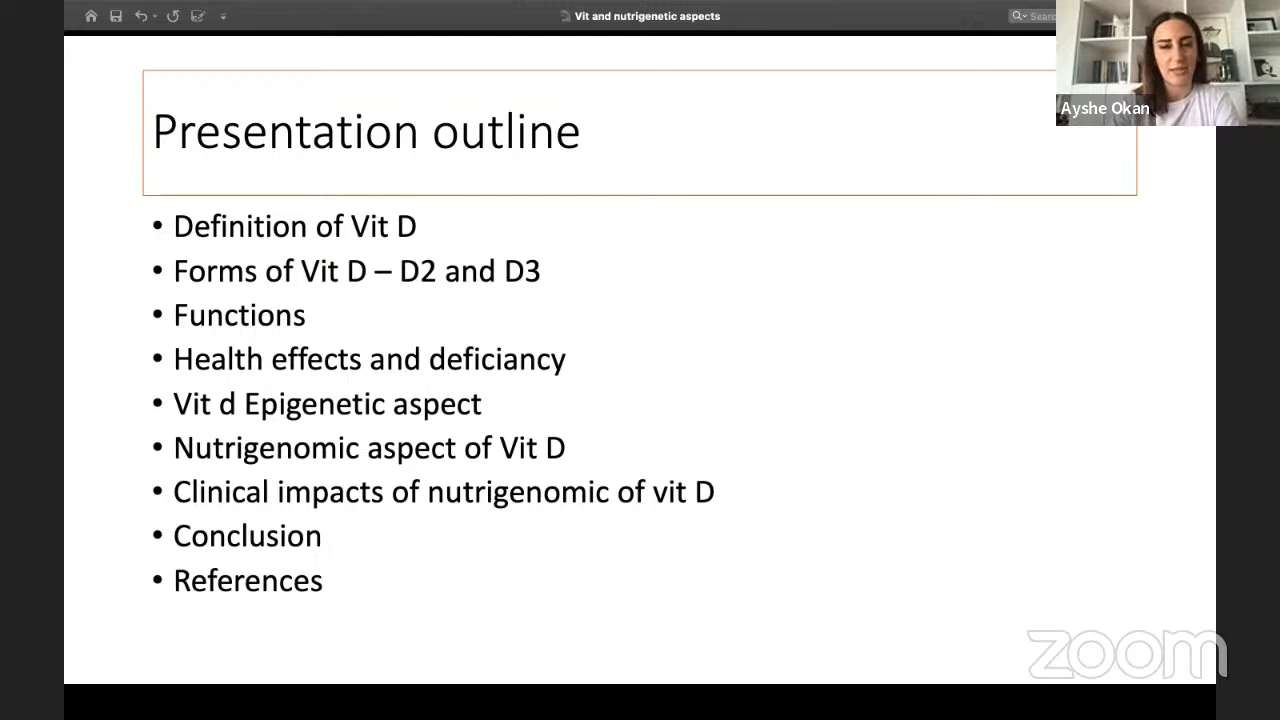 Vit and nutrigenetic aspects
Sear
Ayshe Okan
Presentation outline
• Definition of Vit D
• Forms of Vit D – D2 and D3
• Functions
• Health effects and deficiancy
• Vit d Epigenetic aspect
• Nutrigenomic aspect of Vit D
• Clinical impacts of nutrigenomic of vit D
• Conclusion
• References
zoom